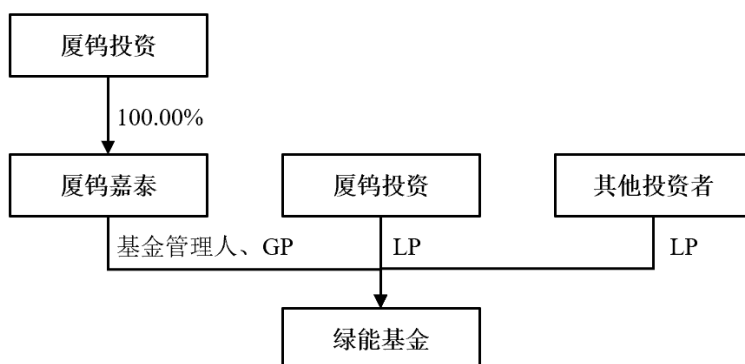 厦钨投资
100.00%
厦钨嘉泰
厦钨投资
其他投资者
基金管理人、GP
LP
LP
绿能基金